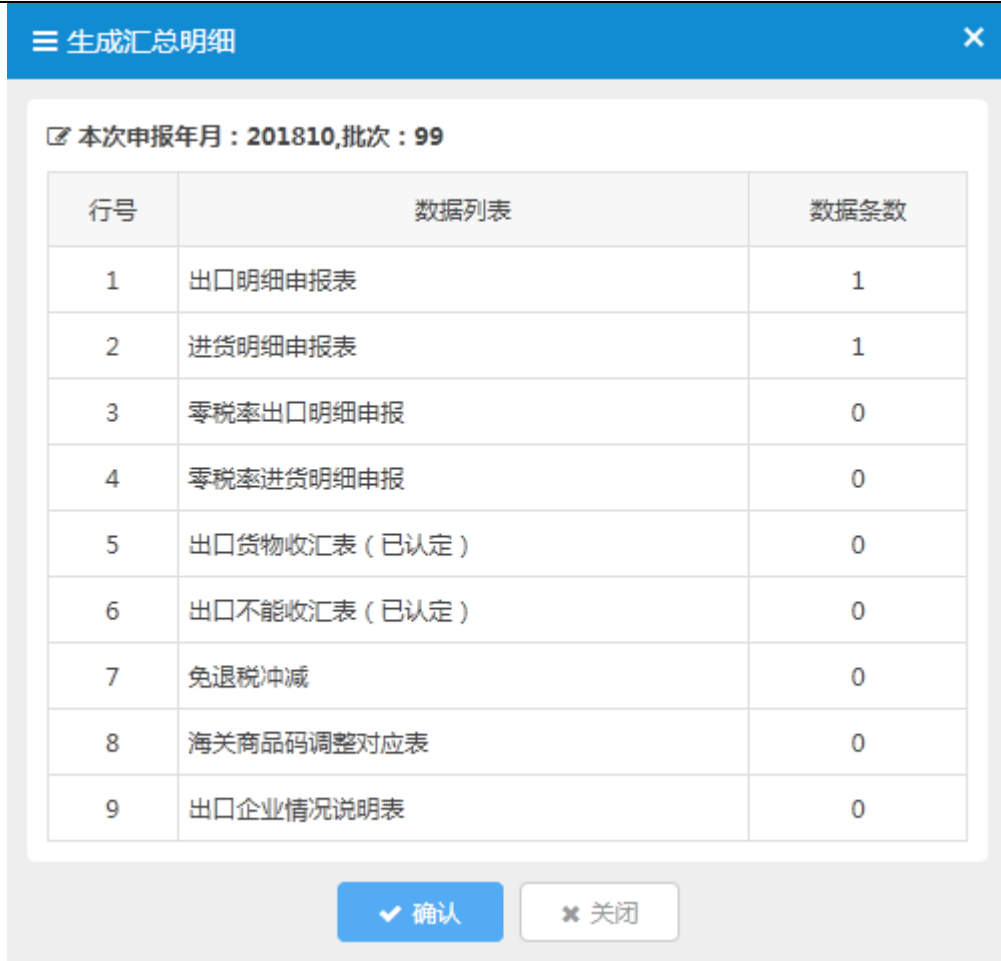 生成汇总明细
本次申报年月：201810,批次：99
行号 数据列表 数据条数
1 出口明细申报表 1
2 进货明细申报表 1
3 零税率出口明细申报 0
4 零税率进货明细申报 0
5 出口货物收汇表（已认定） 0
6 出口不能收汇表（已认定） 0
7 免退税冲减 0
8 海关商品码调整对应表 0
9 出口企业情况说明表 0
确认 关闭